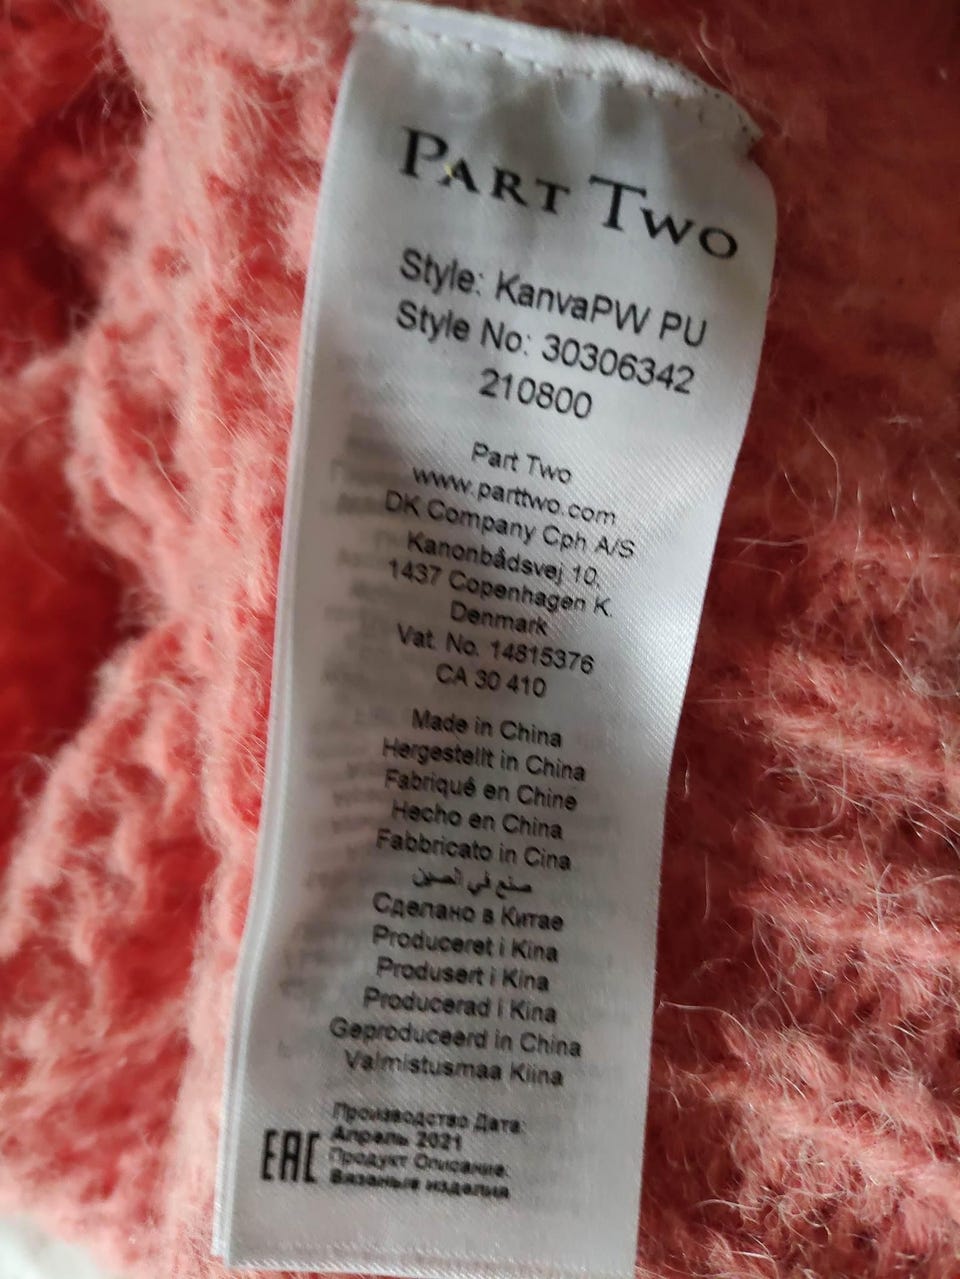 PART TWO
Style: KanvaPW PU
Style No: 30306342
210800
Part Two
www.parttwo.com
DK Company Cph A/S
Kanonbådsvej 10,
1437 Copenhagen K.
Denmark
Vat. No. 14815376
CA 30 410
Made in China
Hergestellt in China
Fabriqué en Chine
Hecho en China
Fabbricato in Cina
صنع في الصين
Сделано в Китае
Produceret i Kina
Produsert i Kina
Producerad i Kina
Geproduceerd in China
Valmistusmaa Kiina
Производство Дата:
Апрель 2021
EAC
Продукт Описание:
Вязаные изделия